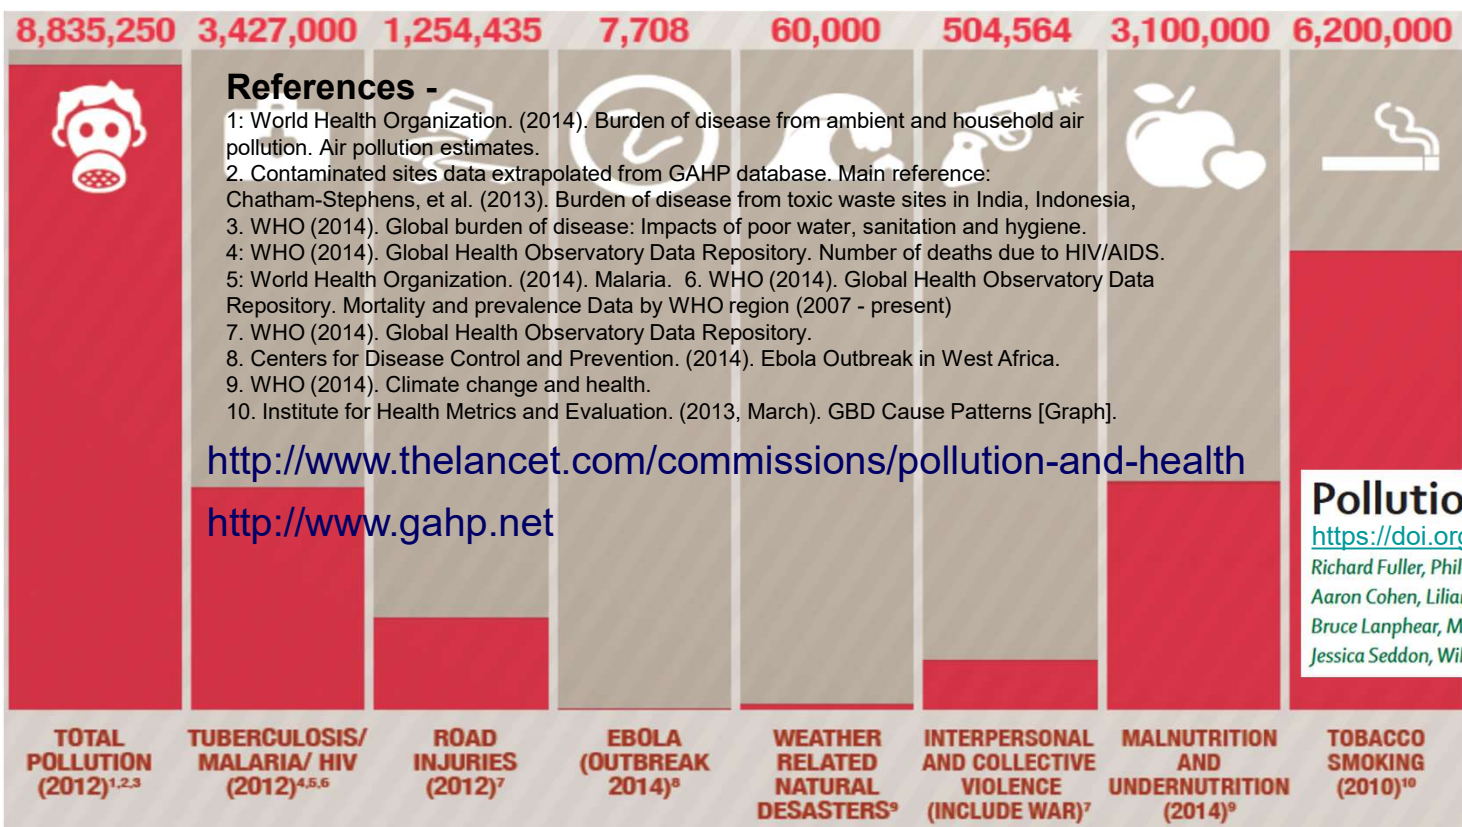 8,835,250 3,427,000 1,254,435 7,708 60,000 504,564 3,100,000 6,200,000
References -
1: World Health Organization. (2014). Burden of disease from ambient and household air
pollution. Air pollution estimates.
2. Contaminated sites data extrapolated from GAHP database. Main reference:
Chatham-Stephens, et al. (2013). Burden of disease from toxic waste sites in India, Indonesia,
3. WHO (2014). Global burden of disease: Impacts of poor water, sanitation and hygiene.
4: WHO (2014). Global Health Observatory Data Repository. Number of deaths due to HIV/AIDS.
5: World Health Organization. (2014). Malaria. 6. WHO (2014). Global Health Observatory Data
Repository. Mortality and prevalence Data by WHO region (2007 - present)
7. WHO (2014). Global Health Observatory Data Repository.
8. Centers for Disease Control and Prevention. (2014). Ebola Outbreak in West Africa.
9. WHO (2014). Climate change and health.
10. Institute for Health Metrics and Evaluation. (2013, March). GBD Cause Patterns [Graph].
http://www.thelancet.com/commissions/pollution-and-health
http://www.gahp.net
Pollutio
https://doi.org
Richard Fuller, Phil
Aaron Cohen, Lilian
Bruce Lanphear, M
Jessica Seddon, Wil
TOTAL
POLLUTION
(2012)1,2,3
TUBERCULOSIS/
MALARIA/ HIV
(2012)4,5,6
ROAD
INJURIES
(2012)7
EBOLA
(OUTBREAK
2014)8
WEATHER
RELATED
NATURAL
DESASTERS9
INTERPERSONAL
AND COLLECTIVE
VIOLENCE
(INCLUDE WAR)7
MALNUTRITION
AND
UNDERNUTRITION
(2014)9
TOBACCO
SMOKING
(2010)10